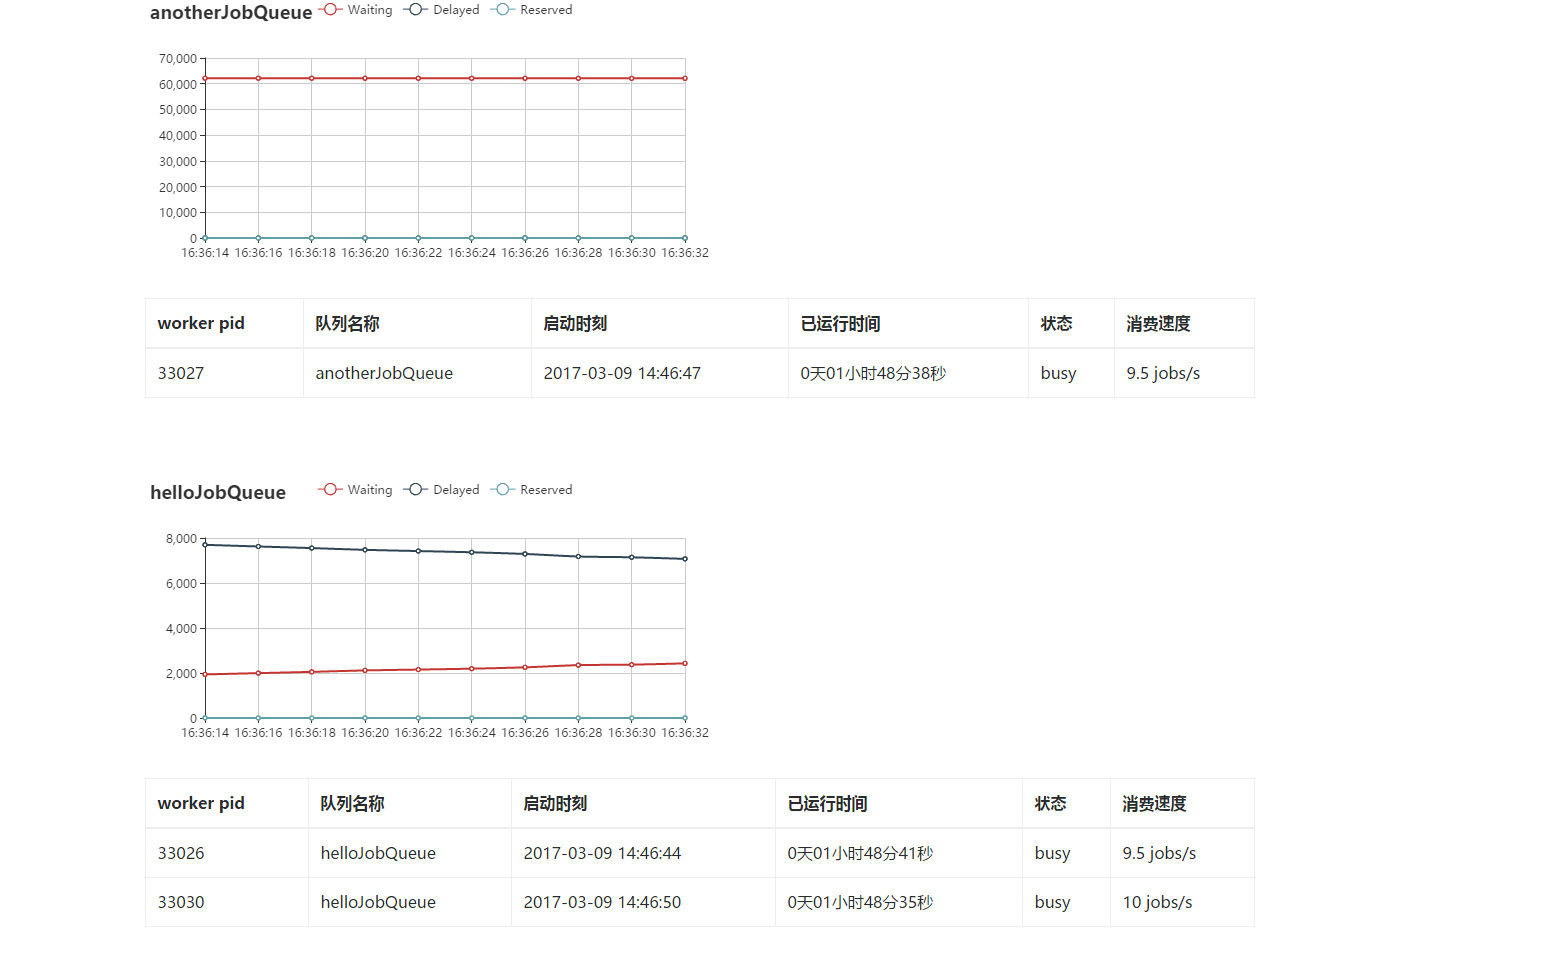 anotherJobQueue Waiting Delayed Reserved
70,000
60,000
50,000
40,000
30,000
20,000
10,000
0
16:36:14 16:36:16 16:36:18 16:36:20 16:36:22 16:36:24 16:36:26 16:36:28 16:36:30 16:36:32
worker pid 队列名称 启动时刻 已运行时间 状态 消费速度
33027 anotherJobQueue 2017-03-09 14:46:47 0天01小时48分38秒 busy 9.5 jobs/s
helloJobQueue Waiting Delayed Reserved
8,000
6,000
4,000
2,000
0
16:36:14 16:36:16 16:36:18 16:36:20 16:36:22 16:36:24 16:36:26 16:36:28 16:36:30 16:36:32
worker pid 队列名称 启动时刻 已运行时间 状态 消费速度
33026 helloJobQueue 2017-03-09 14:46:44 0天01小时48分41秒 busy 9.5 jobs/s
33030 helloJobQueue 2017-03-09 14:46:50 0天01小时48分35秒 busy 10 jobs/s